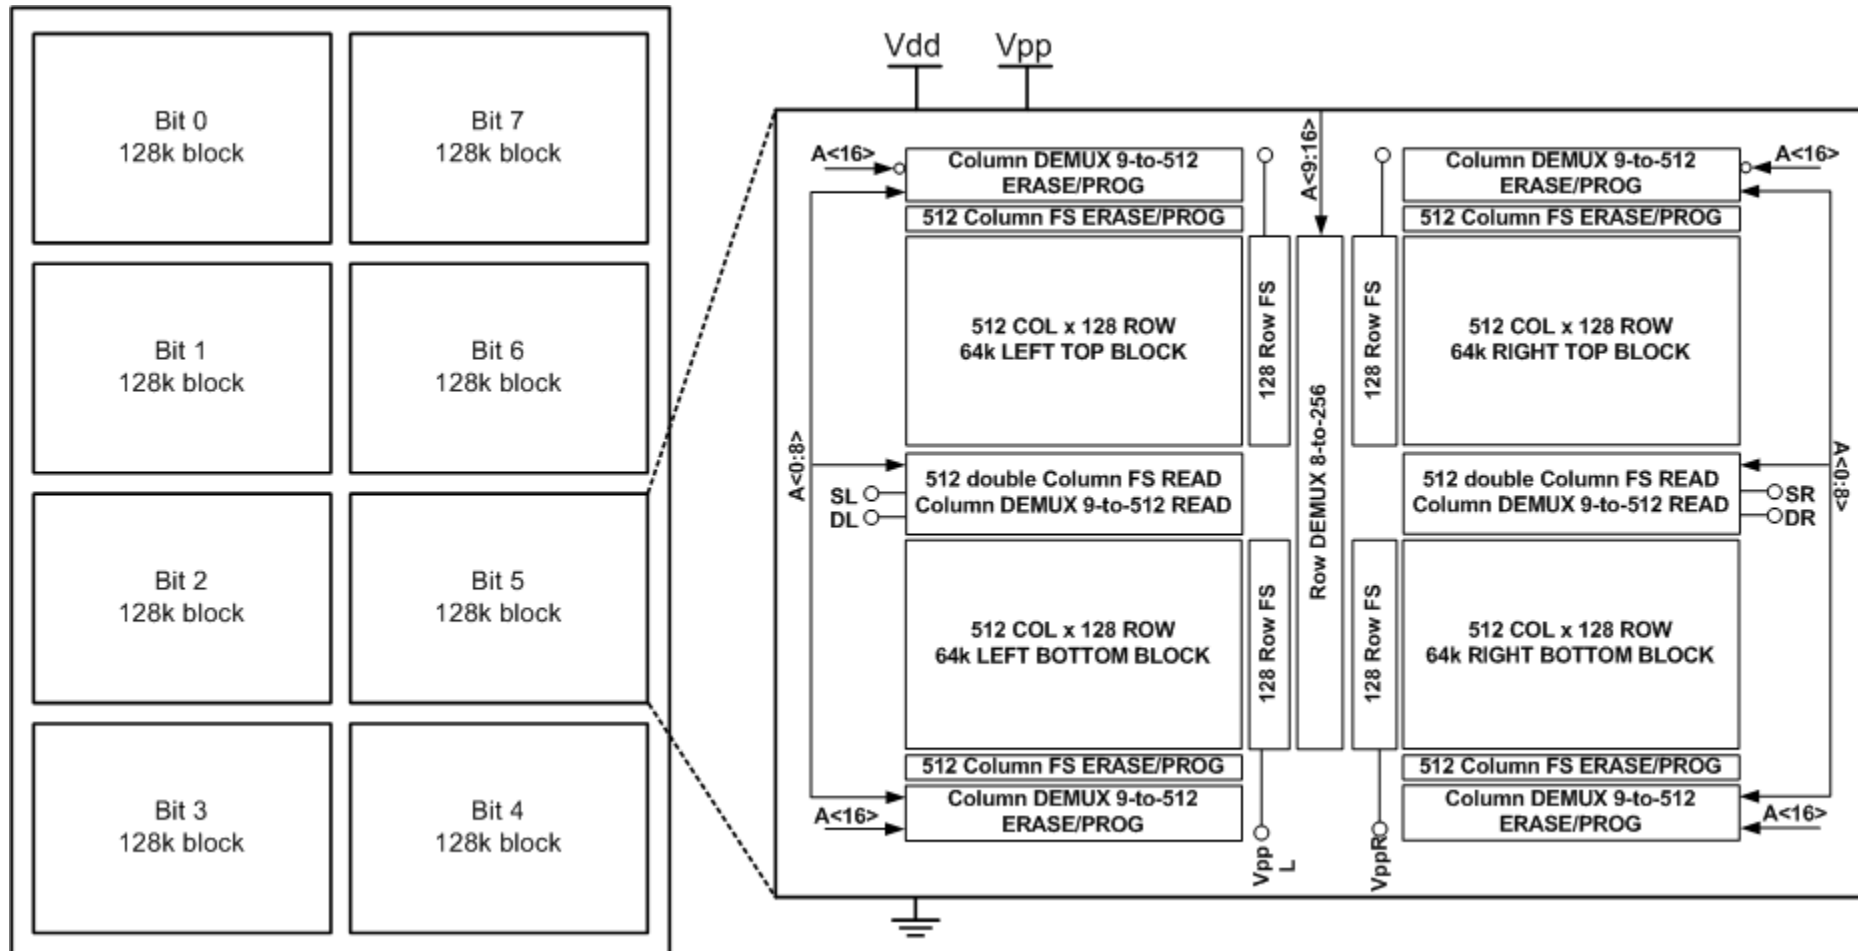 Bit 0
128k block
Bit 7
128k block
Bit 1
128k block
Bit 6
128k block
Bit 2
128k block
Bit 5
128k block
Bit 3
128k block
Bit 4
128k block
Vdd
Vpp
A<16>
Column DEMUX 9-to-512
ERASE/PROG
512 Column FS ERASE/PROG
512 COL x 128 ROW
64k LEFT TOP BLOCK
128 Row FS
A<0:8>
SL
DL
512 double Column FS READ
Column DEMUX 9-to-512 READ
512 COL x 128 ROW
64k LEFT BOTTOM BLOCK
128 Row FS
512 Column FS ERASE/PROG
A<16>
Column DEMUX 9-to-512
ERASE/PROG
Vpp
L
A<9:16>
Row DEMUX 8-to-256
Column DEMUX 9-to-512
ERASE/PROG
A<16>
512 Column FS ERASE/PROG
128 Row FS
512 COL x 128 ROW
64k RIGHT TOP BLOCK
512 double Column FS READ
Column DEMUX 9-to-512 READ
SR
DR
A<0:8>
128 Row FS
512 COL x 128 ROW
64k RIGHT BOTTOM BLOCK
512 Column FS ERASE/PROG
Column DEMUX 9-to-512
ERASE/PROG
A<16>
VppR